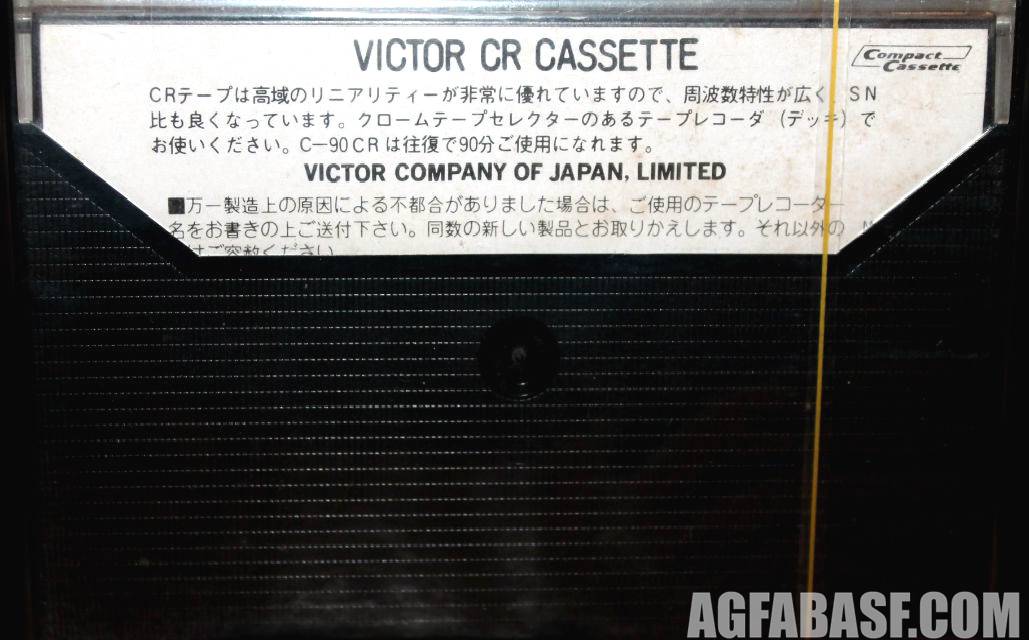 VICTOR CR CASSETTE
Compact Cassette
CRテープは高域のリニアリティーが非常に優れていますので、周波数特性が広く SN
比も良くなっています。クロームテープセレクターのあるテープレコーダ (デッキ) で
お使いください。C-90CRは往復で90分ご使用になれます。
VICTOR COMPANY OF JAPAN, LIMITED
■万一製造上の原因による不都合がありました場合は、ご使用のテープレコーダー
名をお書きの上ご送付下さい。同数の新しい製品とお取りかえします。それ以外の
はご容赦ください
AGFABASF.COM